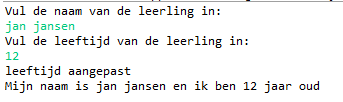 Vul de naam van de leerling in:
jan jansen
Vul de leeftijd van de leerling in:
12
leeftijd aangepast
Mijn naam is jan jansen en ik ben 12 jaar oud